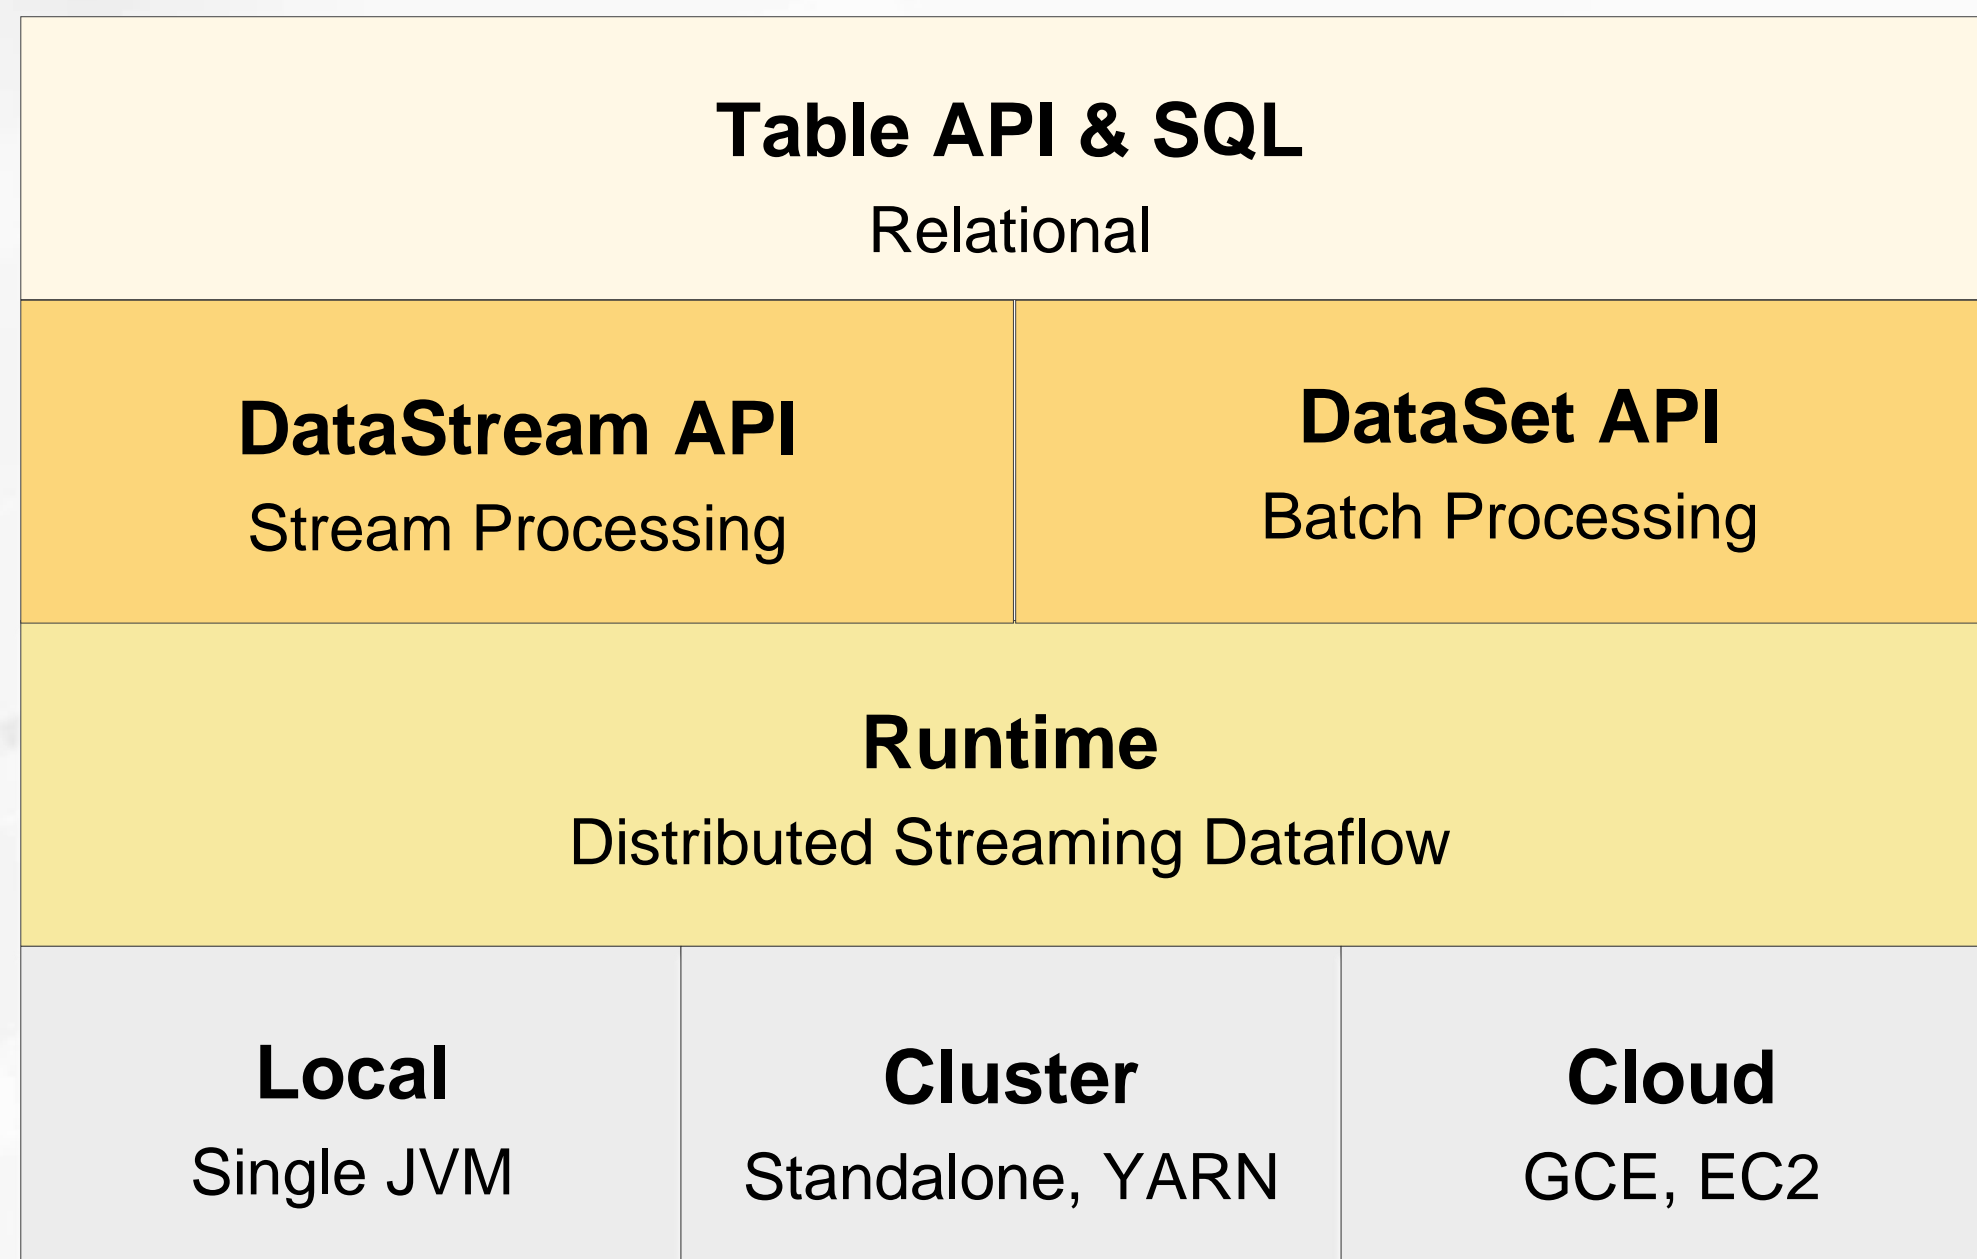 Table API & SQL
Relational
DataStream API
Stream Processing
DataSet API
Batch Processing
Runtime
Distributed Streaming Dataflow
Local
Single JVM
Cluster
Standalone, YARN
Cloud
GCE, EC2